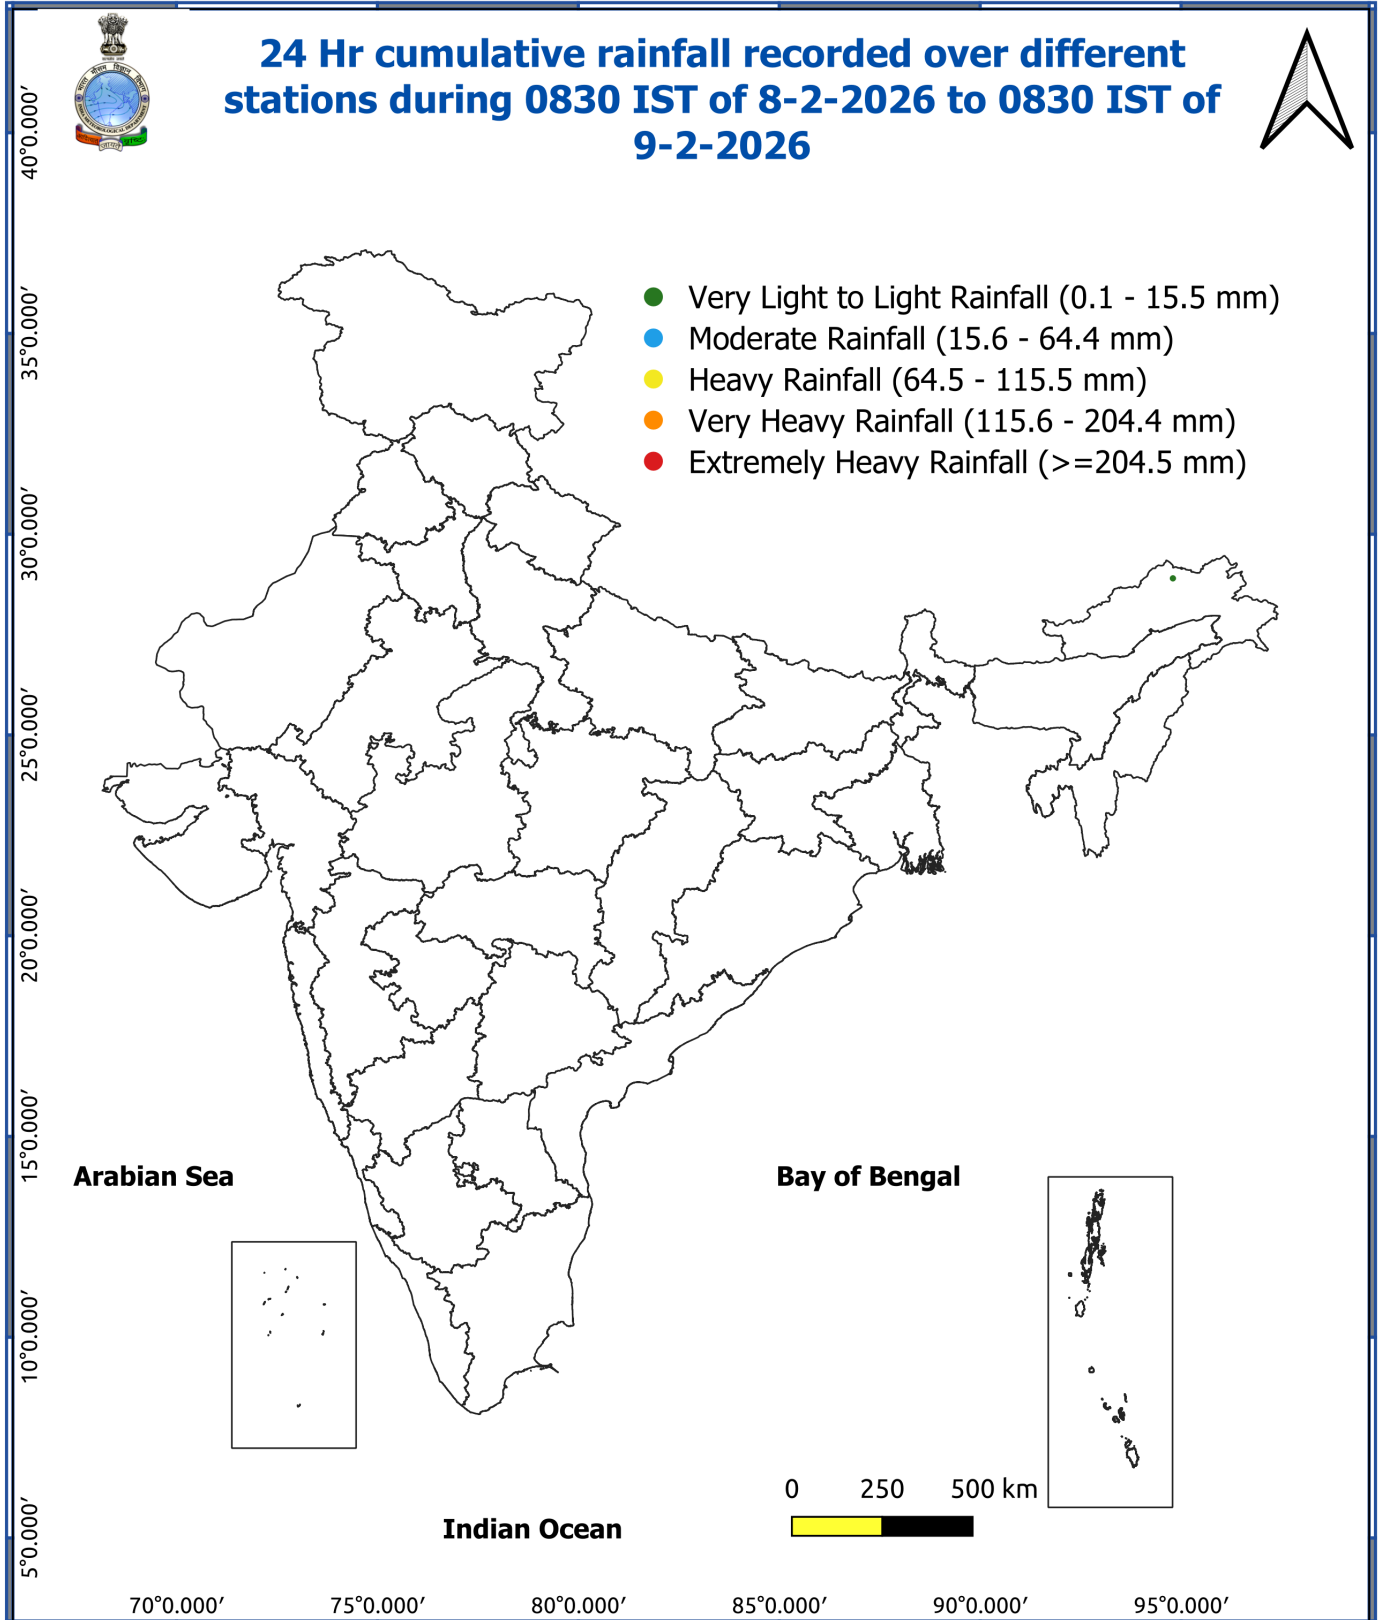 24 Hr cumulative rainfall recorded over different
stations during 0830 IST of 8-2-2026 to 0830 IST of
9-2-2026
40°0.000′
35°0.000′
30°0.000′
25°0.000′
20°0.000′
15°0.000′
10°0.000′
5°0.000′
Very Light to Light Rainfall (0.1 - 15.5 mm)
Moderate Rainfall (15.6 - 64.4 mm)
Heavy Rainfall (64.5 - 115.5 mm)
Very Heavy Rainfall (115.6 - 204.4 mm)
Extremely Heavy Rainfall (>=204.5 mm)
Arabian Sea
Bay of Bengal
0 250 500 km
Indian Ocean
70°0.000′ 75°0.000′ 80°0.000′ 85°0.000′ 90°0.000′ 95°0.000′